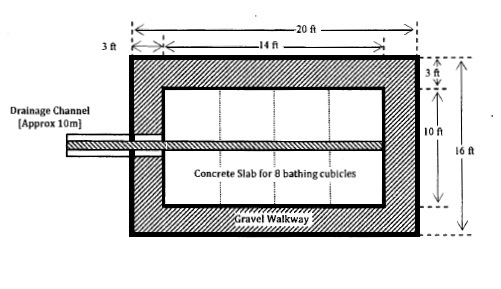 20 ft
3 ft
14 ft
3 ft
Drainage Channel
[Approx 10m]
10 ft
16 ft
Concrete Slab for 8 bathing cubicles
Gravel Walkway